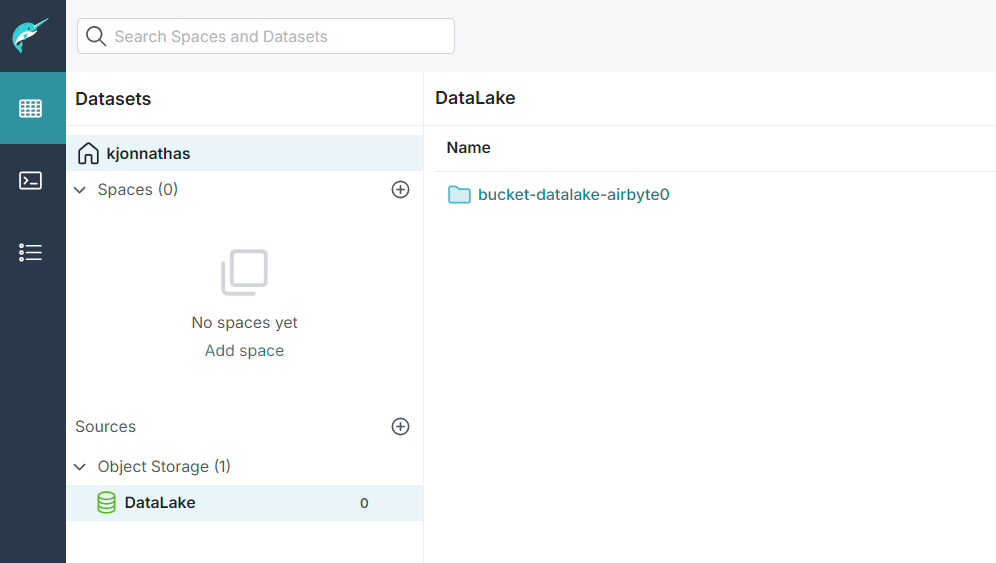 Search Spaces and Datasets
Datasets
kjonnathas
Spaces (0)
No spaces yet
Add space
Sources
Object Storage (1)
DataLake 0
DataLake
Name
bucket-datalake-airbyte0